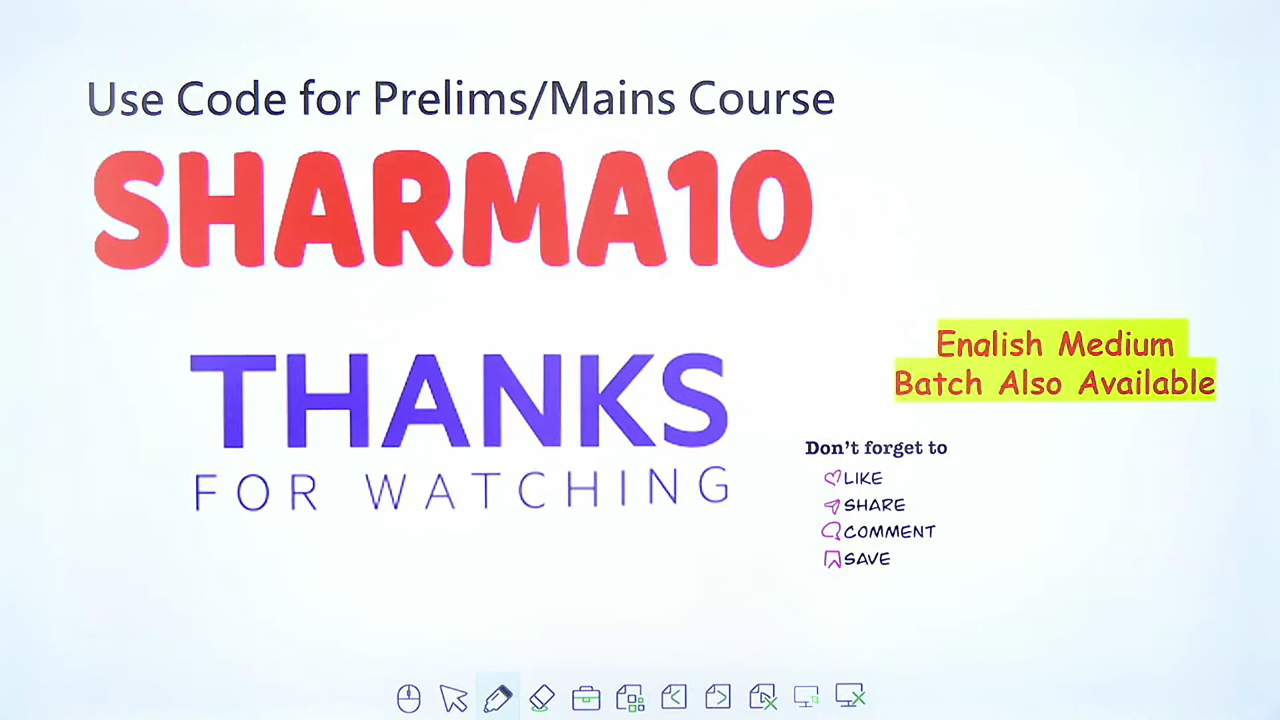 Use Code for Prelims/Mains Course
SHARMA10
THANKS
FOR WATCHING
Enalish Medium
Batch Also Available
Don't forget to
LIKE
SHARE
COMMENT
SAVE